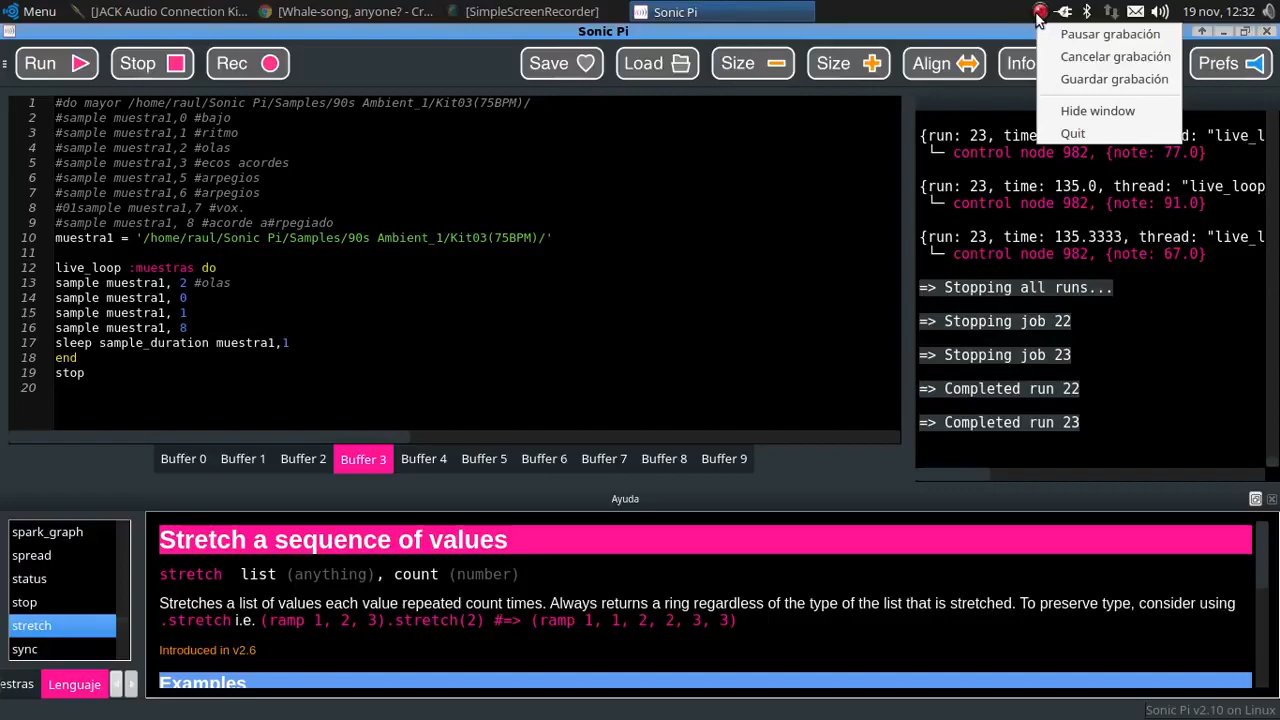 Menu
[JACK Audio Connection Ki...
[Whale-song, anyone? - Cr...
[SimpleScreenRecorder]
Sonic Pi
19 nov, 12:32
Sonic Pi
Run
Stop
Rec
Save
Load
Size
Size
Align
Info
Prefs
Pausar grabación
Cancelar grabación
Guardar grabación
Hide window
Quit
1 #do mayor /home/raul/Sonic Pi/Samples/90s Ambient_1/Kit03(75BPM)/
2 #sample muestra1,0 #bajo
3 #sample muestra1,1 #ritmo
4 #sample muestra1,2 #olas
5 #sample muestra1,3 #ecos acordes
6 #sample muestra1,5 #arpegios
7 #sample muestra1,6 #arpegios
8 #01sample muestra1,7 #vox.
9 #sample muestra1, 8 #acorde a#rpegiado
10 muestra1 = '/home/raul/Sonic Pi/Samples/90s Ambient_1/Kit03(75BPM)/'
11
12 live_loop :muestras do
13 sample muestra1, 2 #olas
14 sample muestra1, 0
15 sample muestra1, 1
16 sample muestra1, 8
17 sleep sample_duration muestra1,1
18 end
19 stop
20
{run: 23, time: 13 d: "live_l
└─ control node 982, {note: 77.0}
{run: 23, time: 135.0, thread: "live_loop
└─ control node 982, {note: 91.0}
{run: 23, time: 135.3333, thread: "live_l
└─ control node 982, {note: 67.0}
=> Stopping all runs...
=> Stopping job 22
=> Stopping job 23
=> Completed run 22
=> Completed run 23
Buffer 0 Buffer 1 Buffer 2 Buffer 3 Buffer 4 Buffer 5 Buffer 6 Buffer 7 Buffer 8 Buffer 9
Ayuda
spark_graph
spread
status
stop
stretch
sync
estras
Lenguaje
Stretch a sequence of values
stretch list (anything), count (number)
Stretches a list of values each value repeated count times. Always returns a ring regardless of the type of the list that is stretched. To preserve type, consider using
.stretch i.e. (ramp 1, 2, 3).stretch(2) #=> (ramp 1, 1, 2, 2, 3, 3)
Introduced in v2.6
Examples
Sonic Pi v2.10 on Linux